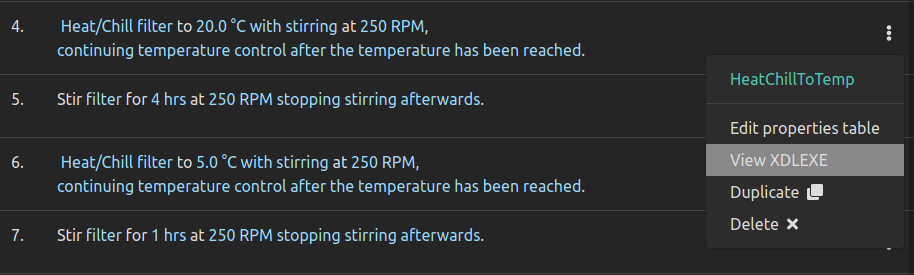 4. Heat/Chill filter to 20.0 °C with stirring at 250 RPM,
continuing temperature control after the temperature has been reached.
HeatChillToTemp
5. Stir filter for 4 hrs at 250 RPM stopping stirring afterwards.
Edit properties table
6. Heat/Chill filter to 5.0 °C with stirring at 250 RPM,
View XDLEXE
continuing temperature control after the temperature has been reached.
Duplicate
Delete
7. Stir filter for 1 hrs at 250 RPM stopping stirring afterwards.